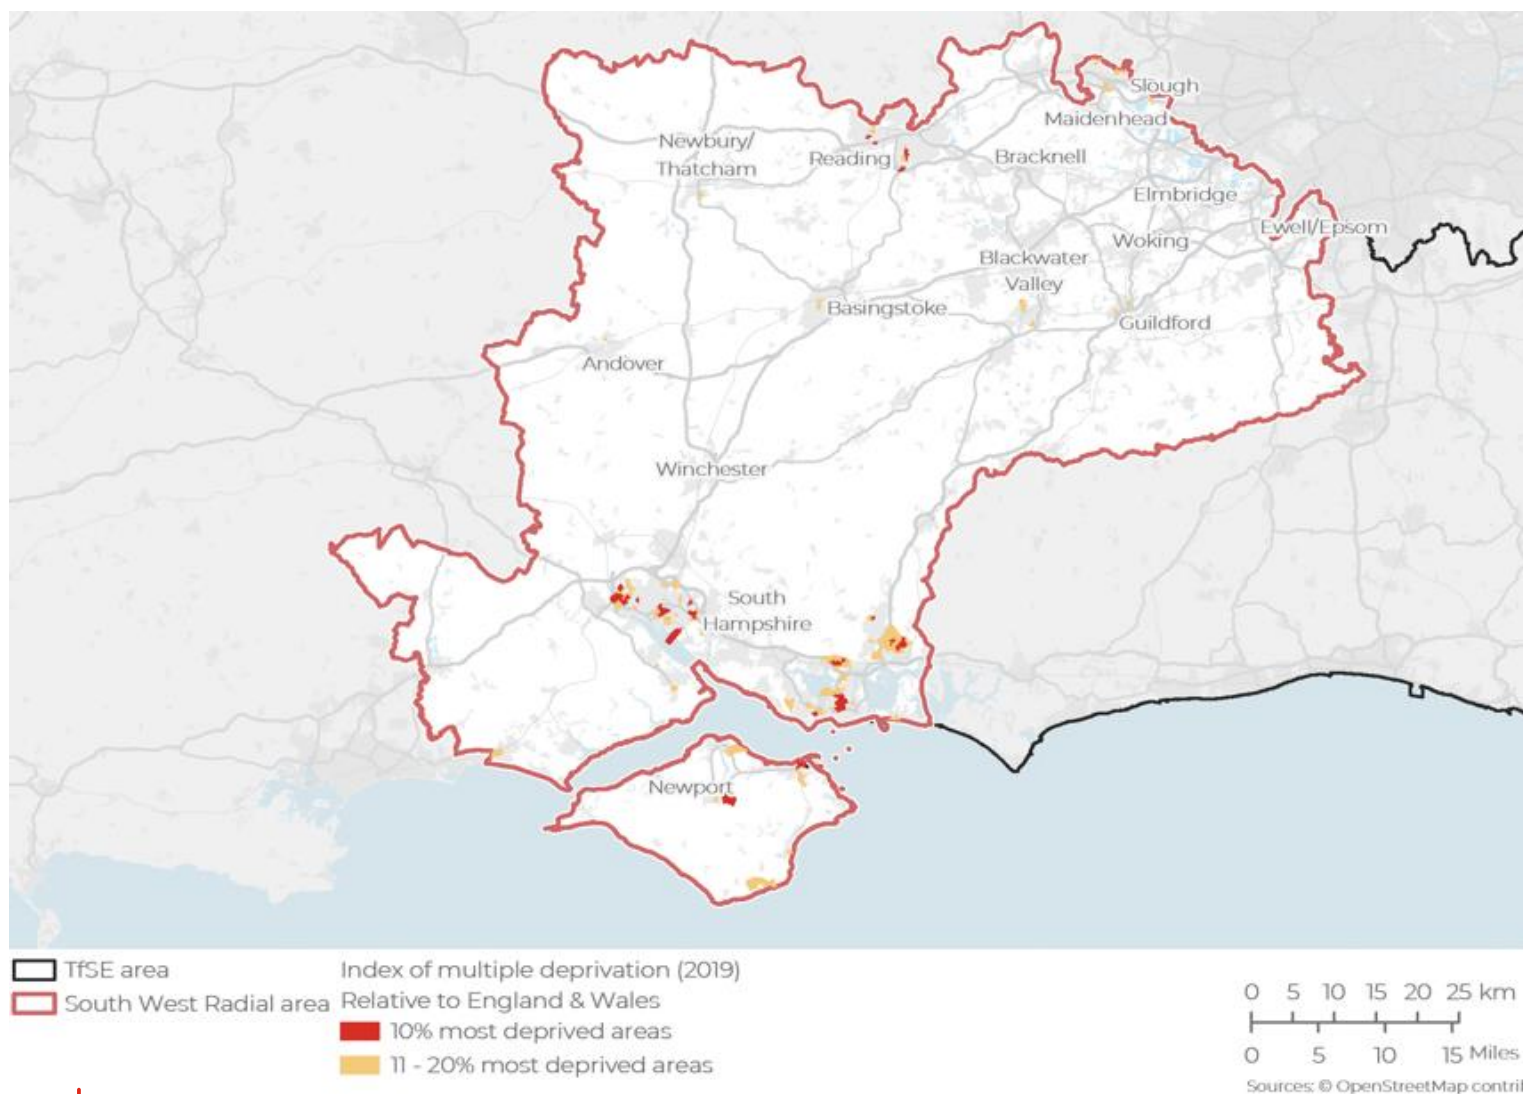 Slough
Maidenhead
Newbury/
Thatcham
Reading
Bracknell
Elmbridge
Ewell/Epsom
Woking
Blackwater
Valley
Basingstoke
Guildford
Andover
Winchester
South
Hampshire
Newport
TfSE area
South West Radial area
Index of multiple deprivation (2019)
Relative to England & Wales
10% most deprived areas
11 - 20% most deprived areas
0 5 10 15 20 25 km
0 5 10 15 Miles
Sources: © OpenStreetMap contril